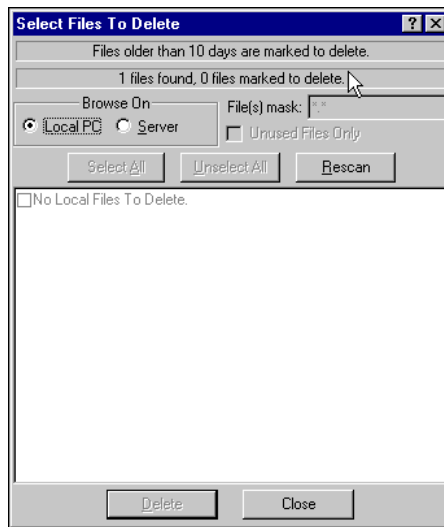 Select Files To Delete
Files older than 10 days are marked to delete.
1 files found, 0 files marked to delete.
Browse On
Local PC Server
File(s) mask: *.*
Unused Files Only
Select All Unselect All Rescan
No Local Files To Delete.
Delete Close